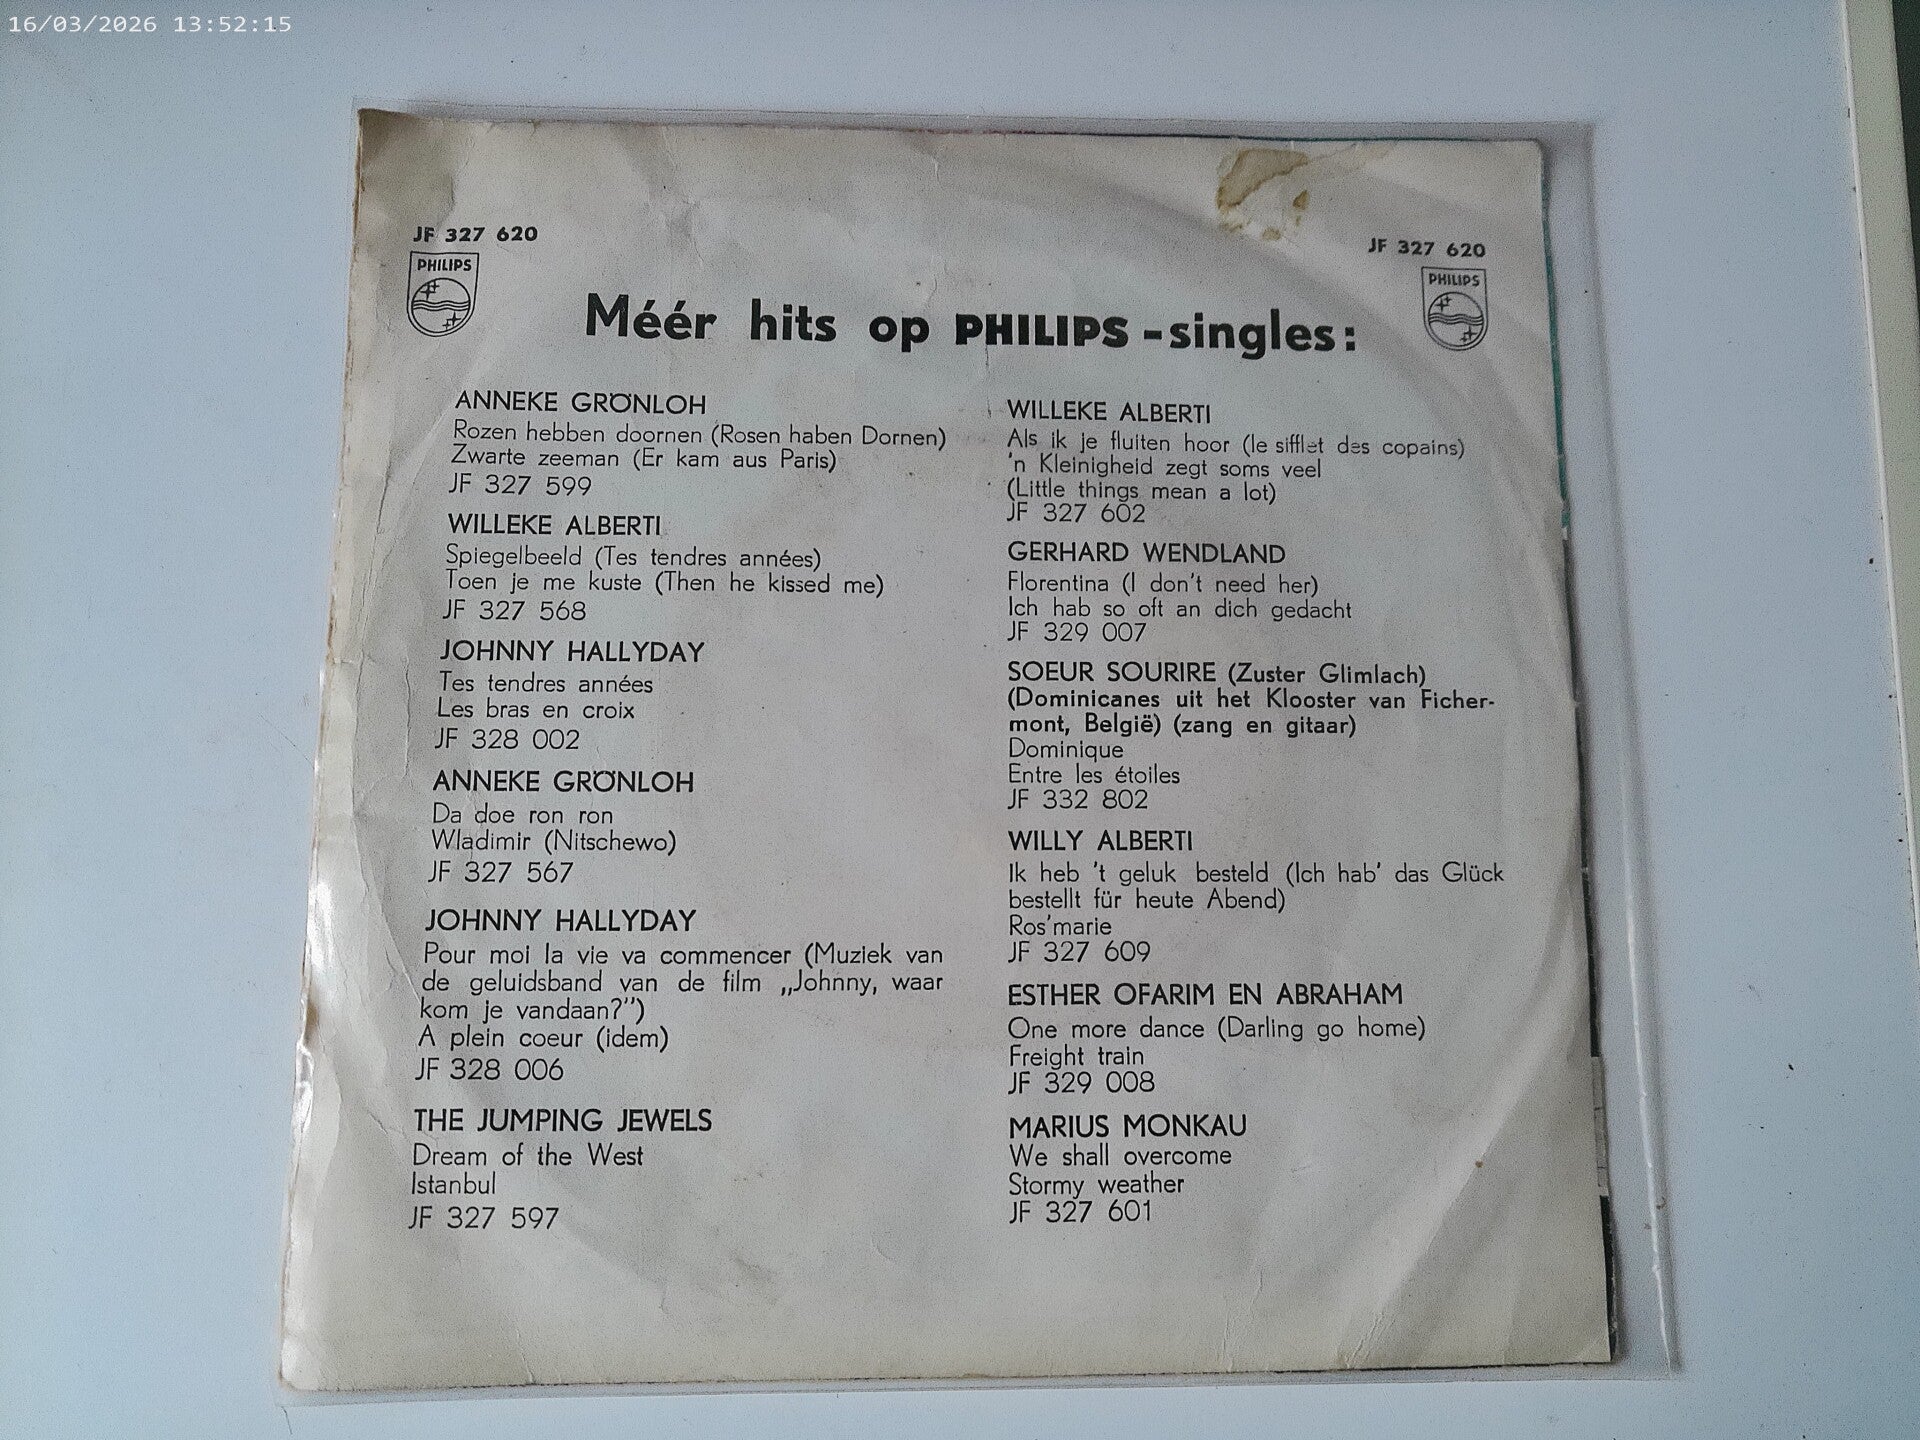 16/03/2026 13:52:15
JF 327 620
PHILIPS
JF 327 620
PHILIPS
Méér hits op PHILIPS-singles:
ANNEKE GRÖNLOH
Rozen hebben doornen (Rosen haben Dornen)
Zwarte zeeman (Er kam aus Paris)
JF 327 599
WILLEKE ALBERTI
Spiegelbeeld (Tes tendres années)
Toen je me kuste (Then he kissed me)
JF 327 568
JOHNNY HALLYDAY
Tes tendres années
Les bras en croix
JF 328 002
ANNEKE GRÖNLOH
Da doe ron ron
Wladimir (Nitschewo)
JF 327 567
JOHNNY HALLYDAY
Pour moi la vie va commencer (Muziek van
de geluidsband van de film „Johnny, waar
kom je vandaan?”)
A plein coeur (idem)
JF 328 006
THE JUMPING JEWELS
Dream of the West
Istanbul
JF 327 597
WILLEKE ALBERTI
Als ik je fluiten hoor (le sifflet des copains)
'n Kleinigheid zegt soms veel
(Little things mean a lot)
JF 327 602
GERHARD WENDLAND
Florentina (I don't need her)
Ich hab so oft an dich gedacht
JF 329 007
SOEUR SOURIRE (Zuster Glimlach)
(Dominicanes uit het Klooster van Ficher-
mont, België) (zang en gitaar)
Dominique
Entre les étoiles
JF 332 802
WILLY ALBERTI
Ik heb 't geluk besteld (Ich hab' das Glück
bestellt für heute Abend)
Ros'marie
JF 327 609
ESTHER OFARIM EN ABRAHAM
One more dance (Darling go home)
Freight train
JF 329 008
MARIUS MONKAU
We shall overcome
Stormy weather
JF 327 601